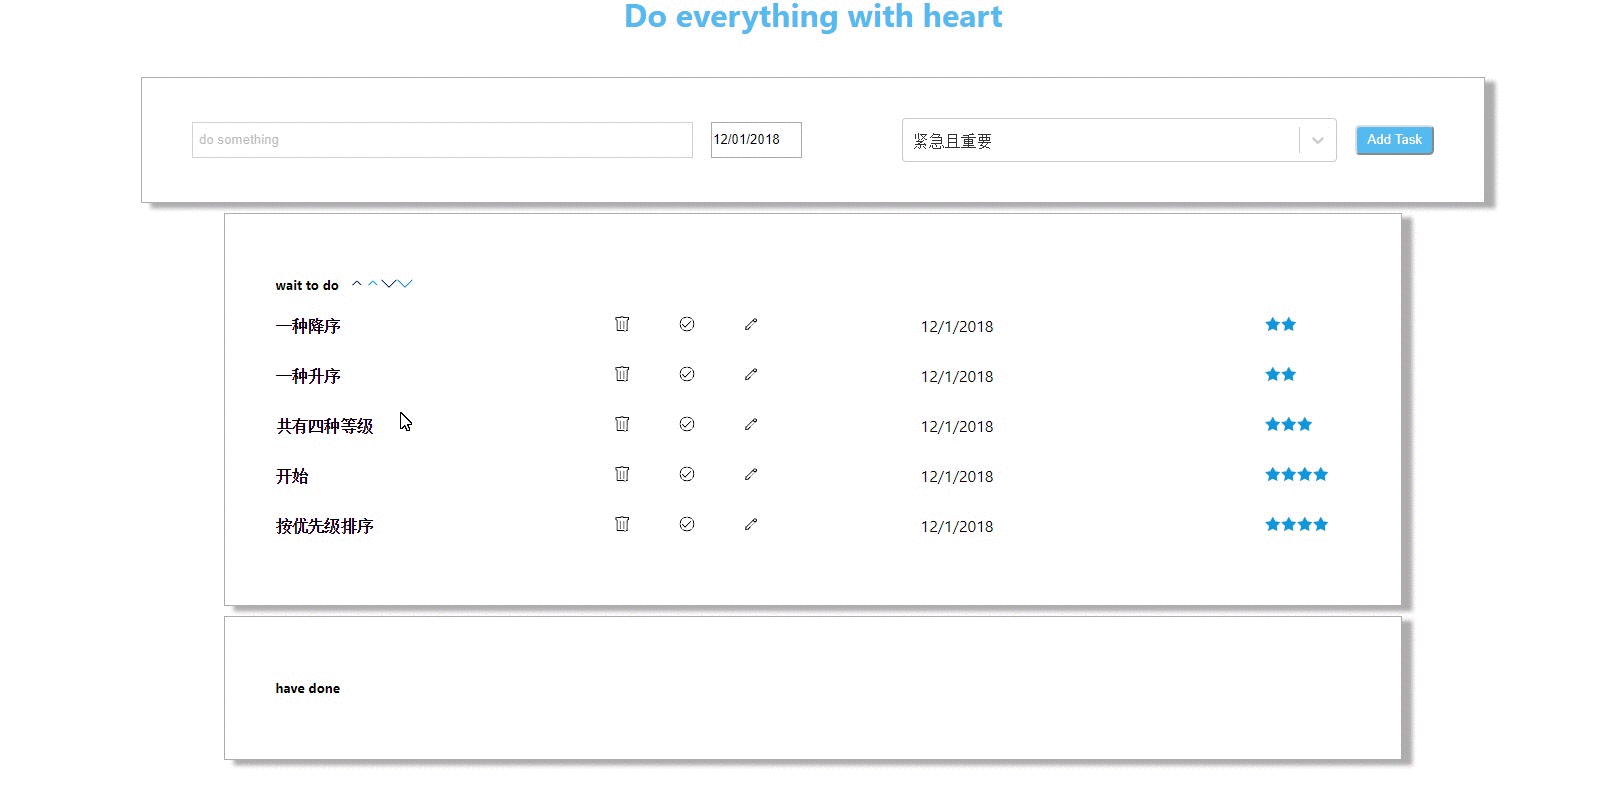 Do everything with heart
do something 12/01/2018 紧急且重要 Add Task
wait to do
一种降序 12/1/2018
一种升序 12/1/2018
共有四种等级 12/1/2018
开始 12/1/2018
按优先级排序 12/1/2018
have done